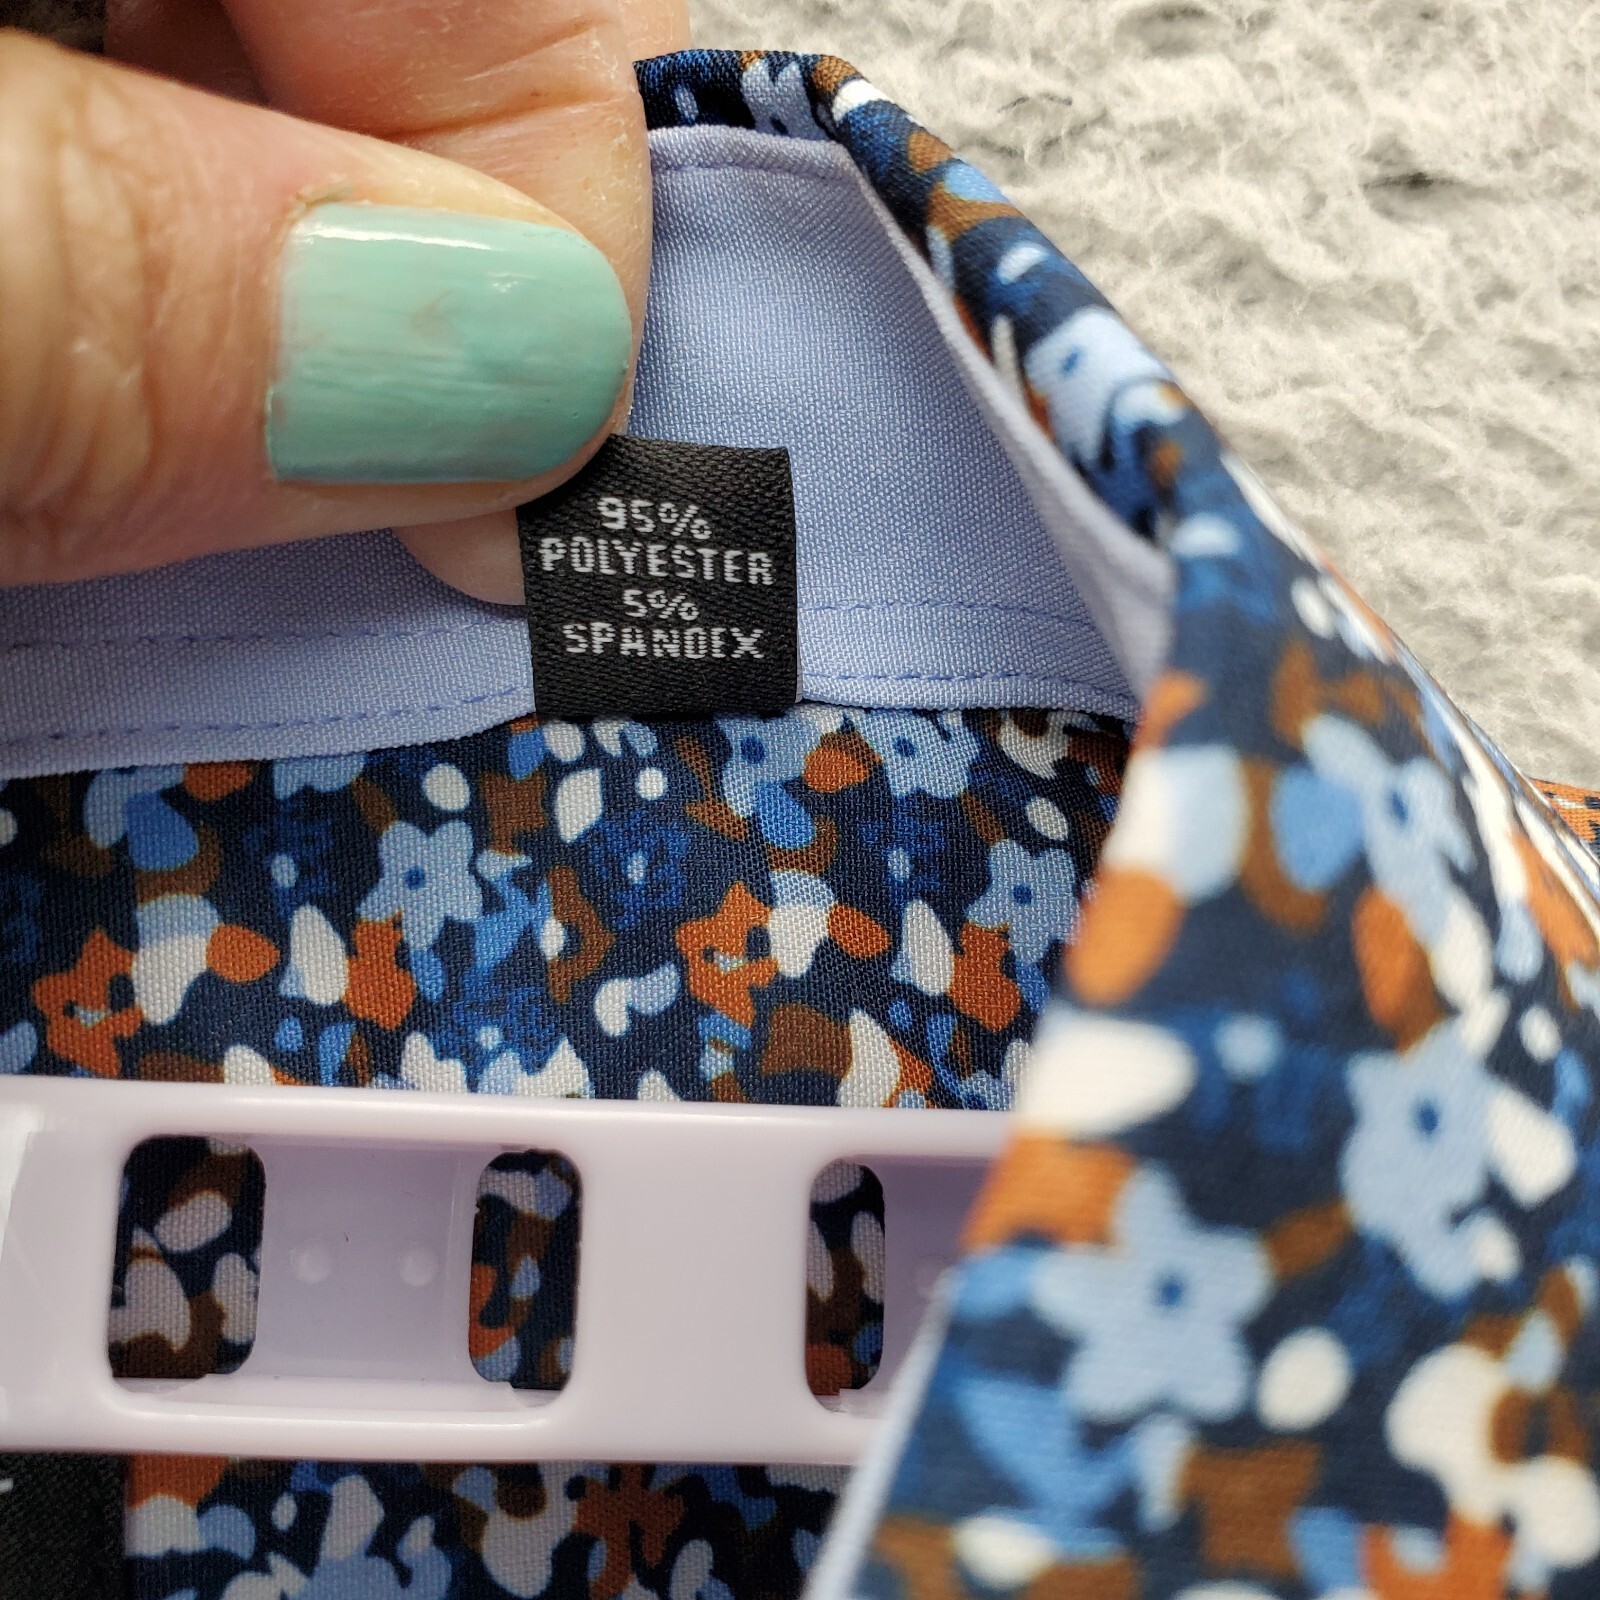 95%
POLYESTER
5%
SPANDEX